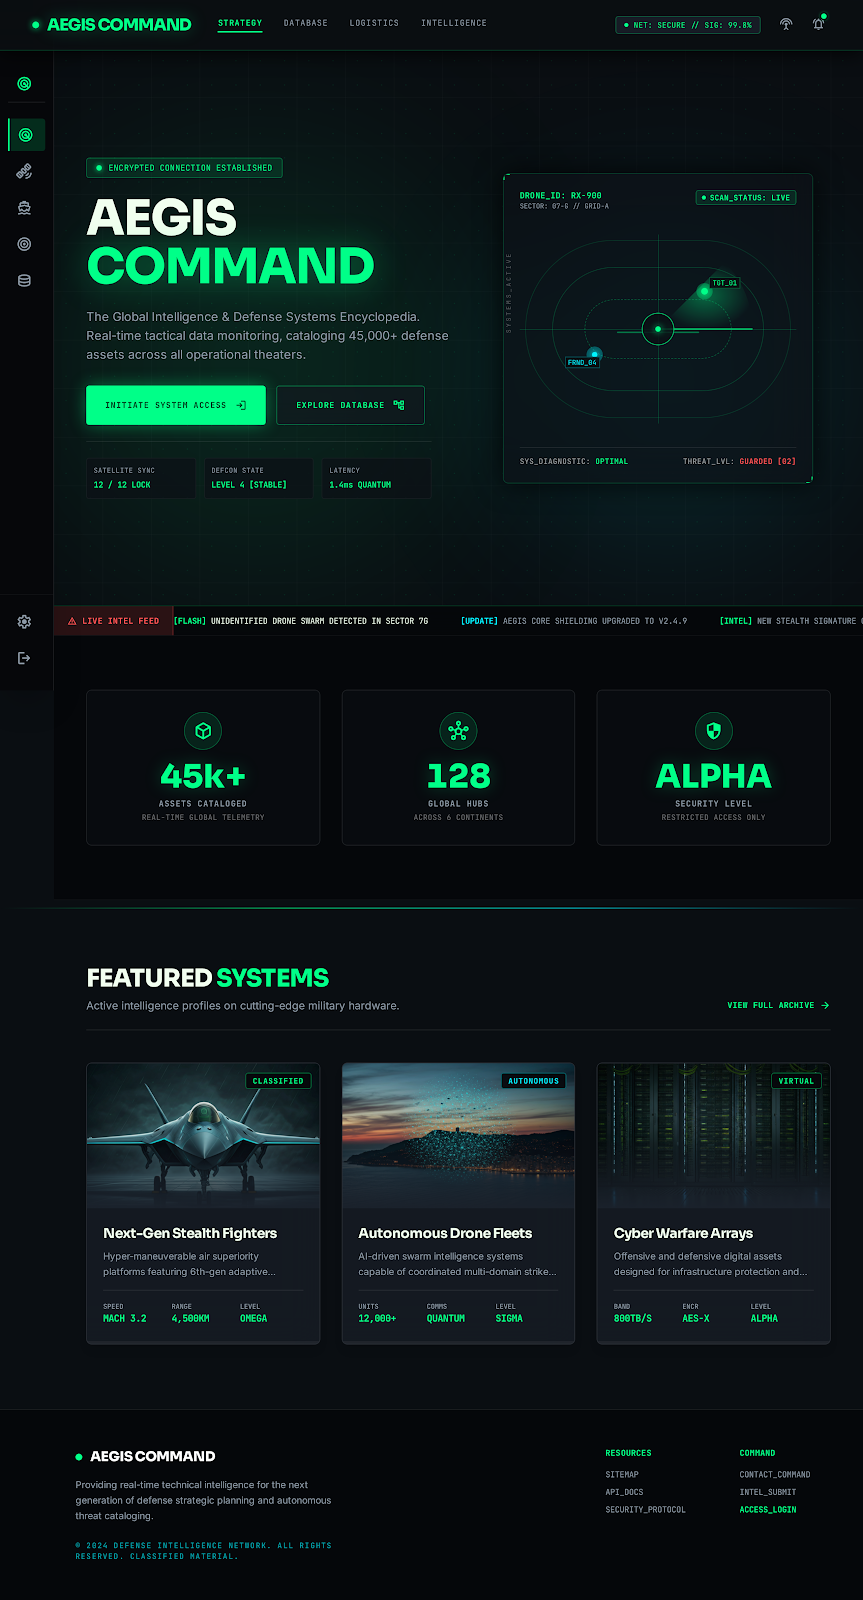 AEGIS COMMAND
STRATEGY
DATABASE
LOGISTICS
INTELLIGENCE
NET: SECURE // SIG: 99.8%
ENCRYPTED CONNECTION ESTABLISHED
AEGIS
COMMAND
The Global Intelligence & Defense Systems Encyclopedia.
Real-time tactical data monitoring, cataloging 45,000+ defense
assets across all operational theaters.
INITIATE SYSTEM ACCESS
EXPLORE DATABASE
SATELLITE SYNC
12 / 12 LOCK
DEFCON STATE
LEVEL 4 [STABLE]
LATENCY
1.4ms QUANTUM
DRONE_ID: RX-900
SECTOR: 07-G // GRID-A
SCAN_STATUS: LIVE
SYSTEMS_ACTIVE
TGT_01
FRND_04
SYS_DIAGNOSTIC: OPTIMAL
THREAT_LVL: GUARDED [02]
LIVE INTEL FEED
[FLASH] UNIDENTIFIED DRONE SWARM DETECTED IN SECTOR 7G
[UPDATE] AEGIS CORE SHIELDING UPGRADED TO V2.4.9
[INTEL] NEW STEALTH SIGNATURE
45k+
ASSETS CATALOGED
REAL-TIME GLOBAL TELEMETRY
128
GLOBAL HUBS
ACROSS 6 CONTINENTS
ALPHA
SECURITY LEVEL
RESTRICTED ACCESS ONLY
FEATURED SYSTEMS
Active intelligence profiles on cutting-edge military hardware.
VIEW FULL ARCHIVE
CLASSIFIED
Next-Gen Stealth Fighters
Hyper-maneuverable air superiority
platforms featuring 6th-gen adaptive...
SPEED
MACH 3.2
RANGE
4,500KM
LEVEL
OMEGA
AUTONOMOUS
Autonomous Drone Fleets
AI-driven swarm intelligence systems
capable of coordinated multi-domain strike...
UNITS
12,000+
COMMS
QUANTUM
LEVEL
SIGMA
VIRTUAL
Cyber Warfare Arrays
Offensive and defensive digital assets
designed for infrastructure protection and...
BAND
800TB/S
ENCR
AES-X
LEVEL
ALPHA
AEGIS COMMAND
Providing real-time technical intelligence for the next
generation of defense strategic planning and autonomous
threat cataloging.
© 2024 DEFENSE INTELLIGENCE NETWORK. ALL RIGHTS
RESERVED. CLASSIFIED MATERIAL.
RESOURCES
SITEMAP
API_DOCS
SECURITY_PROTOCOL
COMMAND
CONTACT_COMMAND
INTEL_SUBMIT
ACCESS_LOGIN